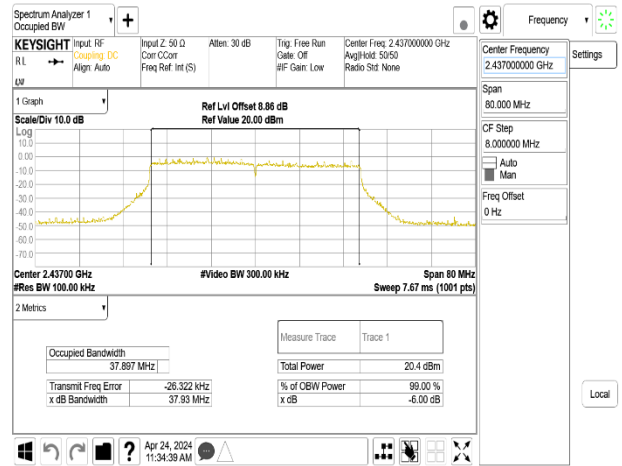 Spectrum Analyzer 1
Occupied BW
Frequency
KEYSIGHT
RL
Input: RF
Coupling: DC
Align: Auto
Input Z: 50 Ω
Corr CCorr
Freq Ref: Int (S)
Atten: 30 dB
Trig: Free Run
Gate: Off
#IF Gain: Low
Center Freq: 2.437000000 GHz
Avg|Hold: 50/50
Radio Std: None
Center Frequency
2.437000000 GHz
Settings
Span
80.000 MHz
CF Step
8.000000 MHz
Auto
Man
Freq Offset
0 Hz
1 Graph
Scale/Div 10.0 dB
Ref Lvl Offset 8.86 dB
Ref Value 20.00 dBm
Log
10.0
0.00
-10.0
-20.0
-30.0
-40.0
-50.0
-60.0
-70.0
Center 2.43700 GHz
#Video BW 300.00 kHz
Span 80 MHz
#Res BW 100.00 kHz
Sweep 7.67 ms (1001 pts)
2 Metrics
Measure Trace
Trace 1
Occupied Bandwidth
37.897 MHz
Total Power
20.4 dBm
Transmit Freq Error
-26.322 kHz
% of OBW Power
99.00 %
x dB Bandwidth
37.93 MHz
x dB
-6.00 dB
Local
?
Apr 24, 2024
11:34:39 AM